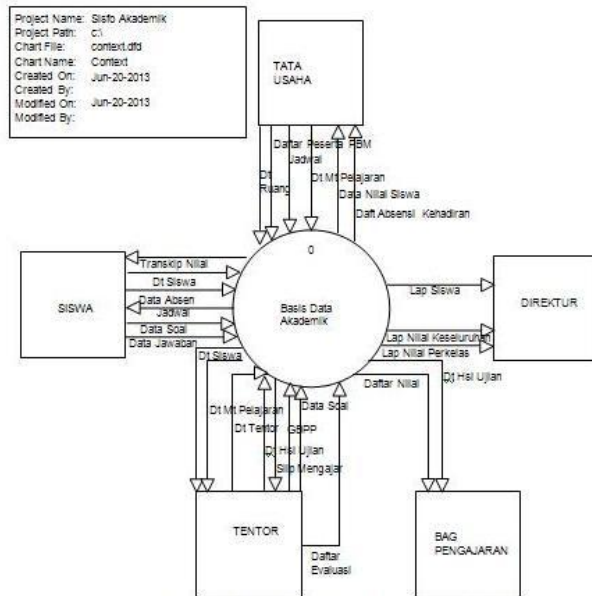 Project Name: Sisfo Akademik
Project Path: c:\
Chart File: context.dfd
Chart Name: Context
Created On: Jun-20-2013
Created By:
Modified On: Jun-20-2013
Modified By:
TATA
USAHA
Daftar Peserta PBM
Jadwal
Dt
Ruang
Dt Mt Pelajaran
Data Nilai Siswa
Daft Absensi Kehadiran
0
Basis Data
Akademik
SISWA
Transkip Nilai
Dt Siswa
Data Absen
Jadwal
Data Soal
Data Jawaban
DIREKTUR
Lap Siswa
Lap Nilai Keseluruhan
Lap Nilai Perkelas
Dt Siswa
Daftar Nilai
Dt Hsl Ujian
Data Soal
Dt Mt Pelajaran
Dt Tentor
GBPP
Dt Hsl Ujian
Slip Mengajar
TENTOR
Daftar
Evaluasi
BAG
PENGAJARAN